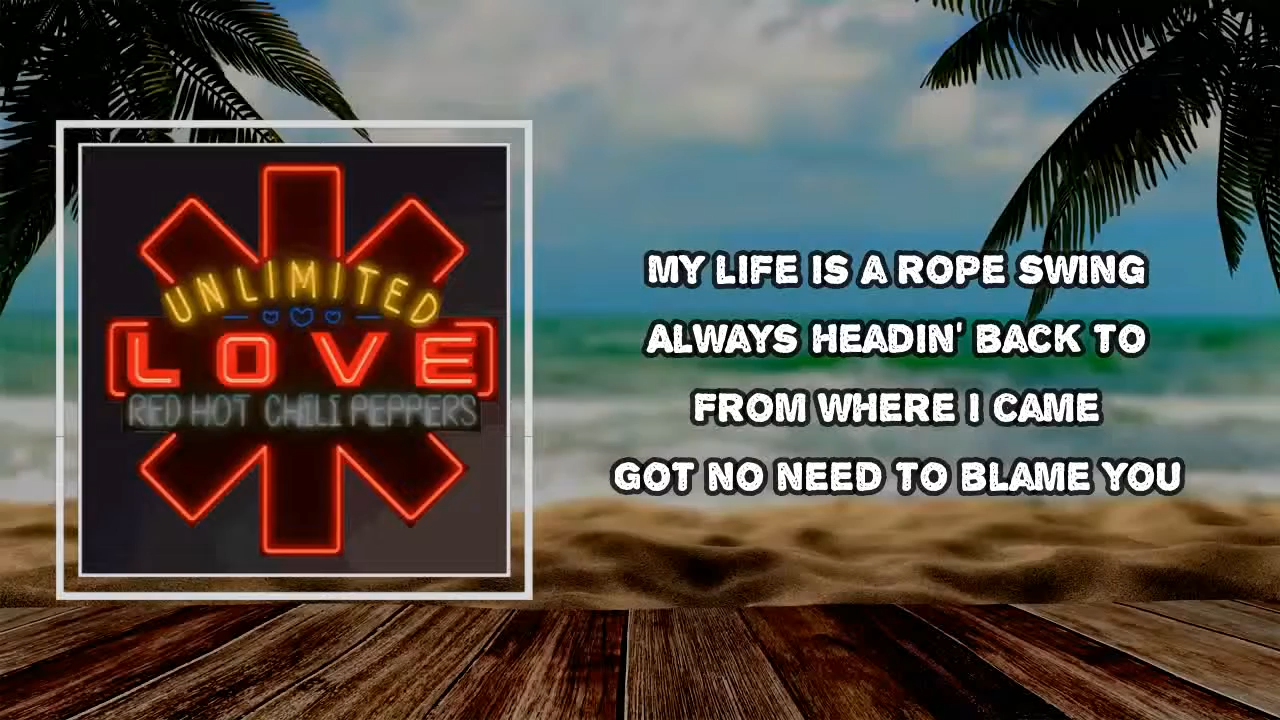 UNLIMITED
LOVE
RED HOT CHILI PEPPERS
MY LIFE IS A ROPE SWING
ALWAYS HEADIN' BACK TO
FROM WHERE I CAME
GOT NO NEED TO BLAME YOU